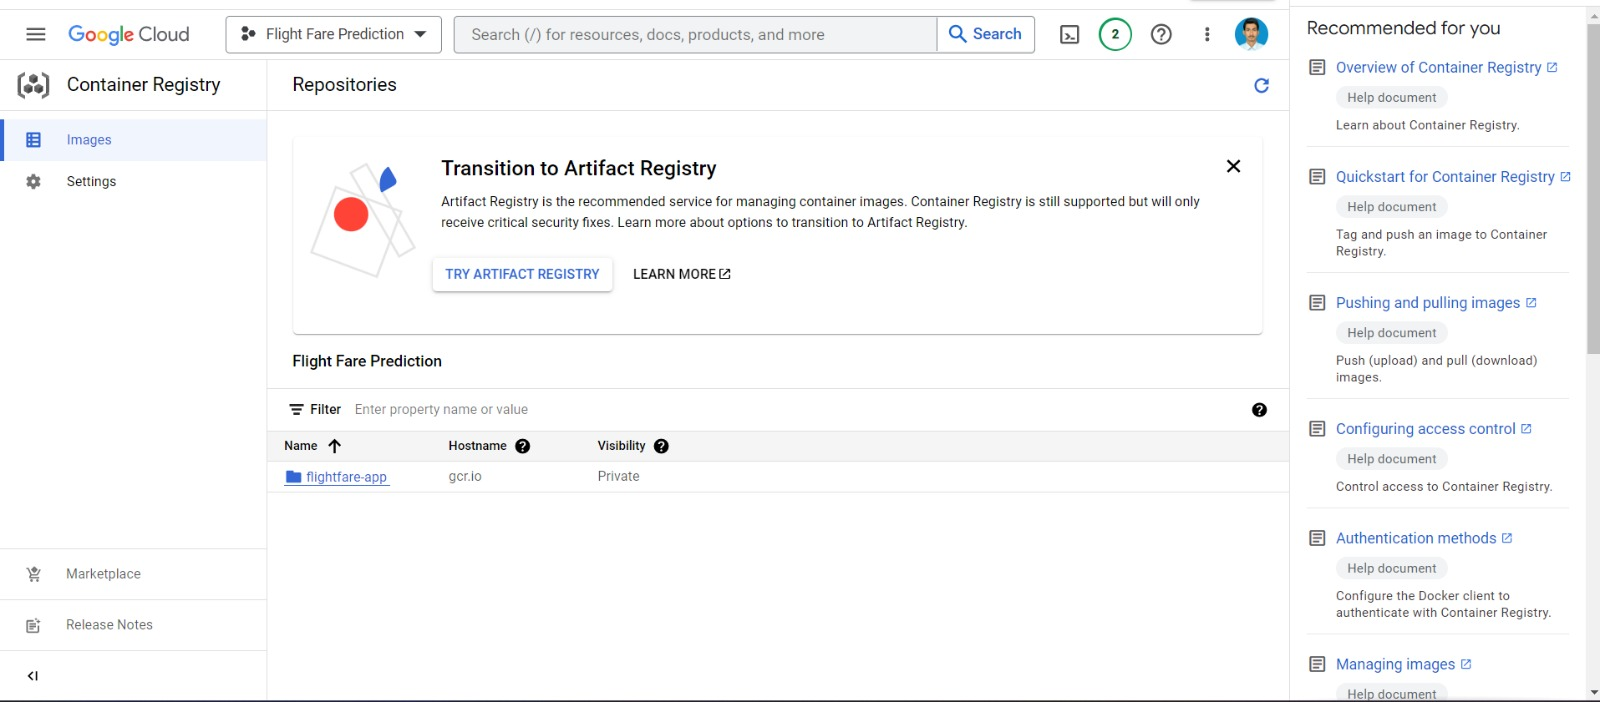 Google Cloud
Flight Fare Prediction
Search (/) for resources, docs, products, and more
Search
2
Container Registry
Images
Settings
Marketplace
Release Notes
Repositories
Transition to Artifact Registry
Artifact Registry is the recommended service for managing container images. Container Registry is still supported but will only
receive critical security fixes. Learn more about options to transition to Artifact Registry.
TRY ARTIFACT REGISTRY
LEARN MORE
Flight Fare Prediction
Filter Enter property name or value
Name Hostname Visibility
flightfare-app gcr.io Private
Recommended for you
Overview of Container Registry
Help document
Learn about Container Registry.
Quickstart for Container Registry
Help document
Tag and push an image to Container
Registry.
Pushing and pulling images
Help document
Push (upload) and pull (download)
images.
Configuring access control
Help document
Control access to Container Registry.
Authentication methods
Help document
Configure the Docker client to
authenticate with Container Registry.
Managing images
Help document